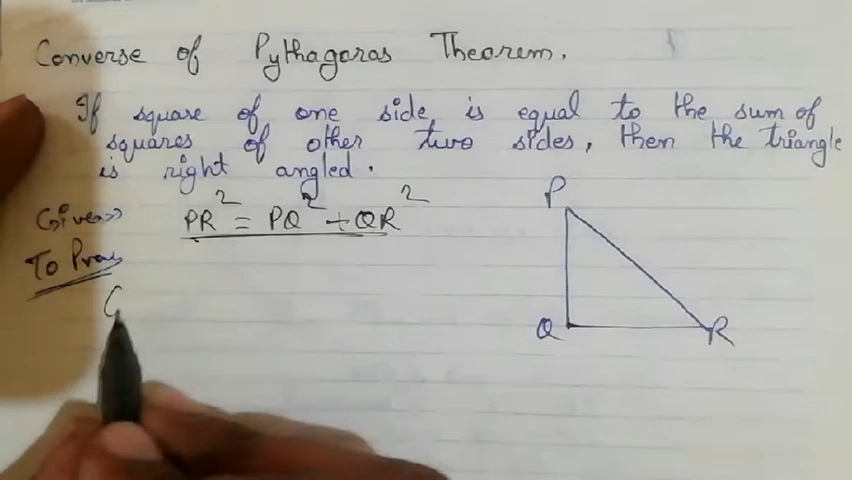 Converse of Pythagoras Theorem.
If square of one side is equal to the sum of
squares of other two sides, then the triangle
is right angled.
P
Given⇒ PR² = PQ² + QR²
To Prov
Q R